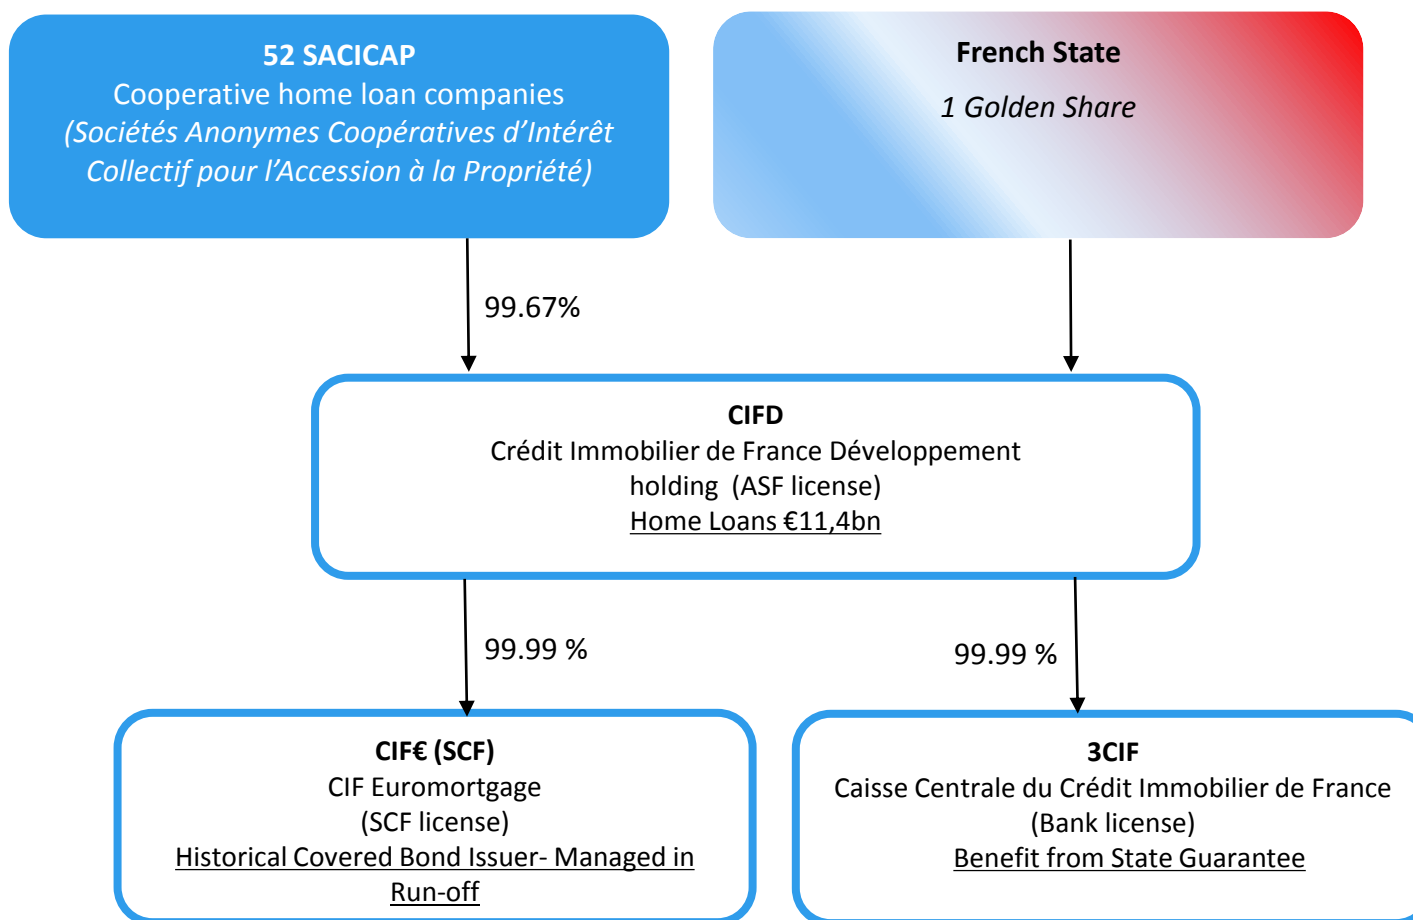 52 SACICAP
Cooperative home loan companies
(Sociétés Anonymes Coopératives d’Intérêt
Collectif pour l’Accession à la Propriété)
French State
1 Golden Share
99.67%
CIFD
Crédit Immobilier de France Développement
holding (ASF license)
Home Loans €11,4bn
99.99 %
99.99 %
CIF€ (SCF)
CIF Euromortgage
(SCF license)
Historical Covered Bond Issuer- Managed in
Run-off
3CIF
Caisse Centrale du Crédit Immobilier de France
(Bank license)
Benefit from State Guarantee